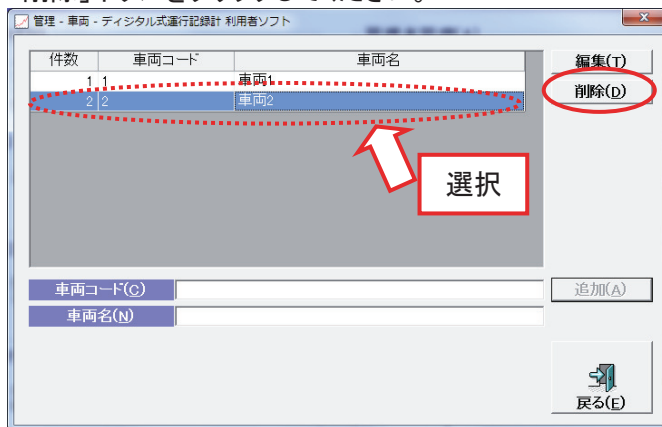 管理 - 車両 - ディジタル式運行記録計 利用者ソフト
件数 車両コード 車両名
編集(T)
1 1 車両1
削除(D)
2 2 車両2
選択
車両コード(C)
追加(A)
車両名(N)
戻る(E)